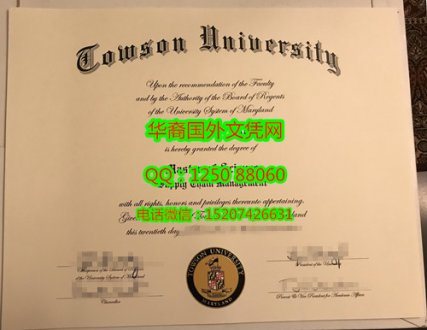 Towson University
Upon the recommendation of the Faculty
and by the Authority of the Board of Regents
of the University System of Maryland
华裔国外文凭网
is hereby granted the degree of
QQ：1250 88060
Supply Chain Management
with all rights, honors and privileges thereunto appertaining.
电话微信：15207426631
this twentieth day
Chancellor
TOWSON UNIVERSITY
MARYLAND